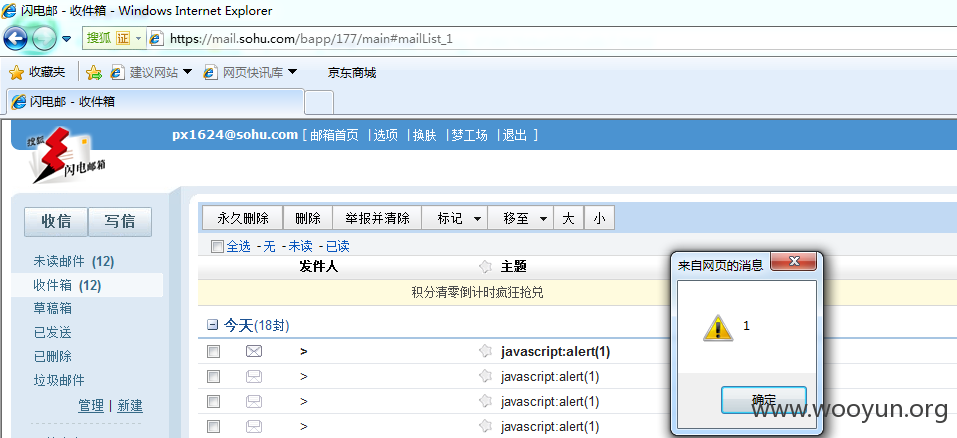 闪电邮 - 收件箱 - Windows Internet Explorer
搜狐 证 https://mail.sohu.com/bapp/177/main#mailList_1
收藏夹 建议网站 网页快讯库 京东商城
闪电邮 - 收件箱
搜狐 闪电邮箱
px1624@sohu.com [ 邮箱首页 |选项 |换肤 |梦工场 |退出 ]
收信 写信
永久删除 删除 举报并清除 标记 移至 大 小
全选 -无 -未读 -已读
未读邮件 (12)
收件箱 (12)
草稿箱
已发送
已删除
垃圾邮件
管理 | 新建
发件人 主题
积分清零倒计时疯狂抢兑
今天(18封)
> javascript:alert(1)
> javascript:alert(1)
> javascript:alert(1)
> javascript:alert(1)
来自网页的消息
1
确定
www.wooyun.org